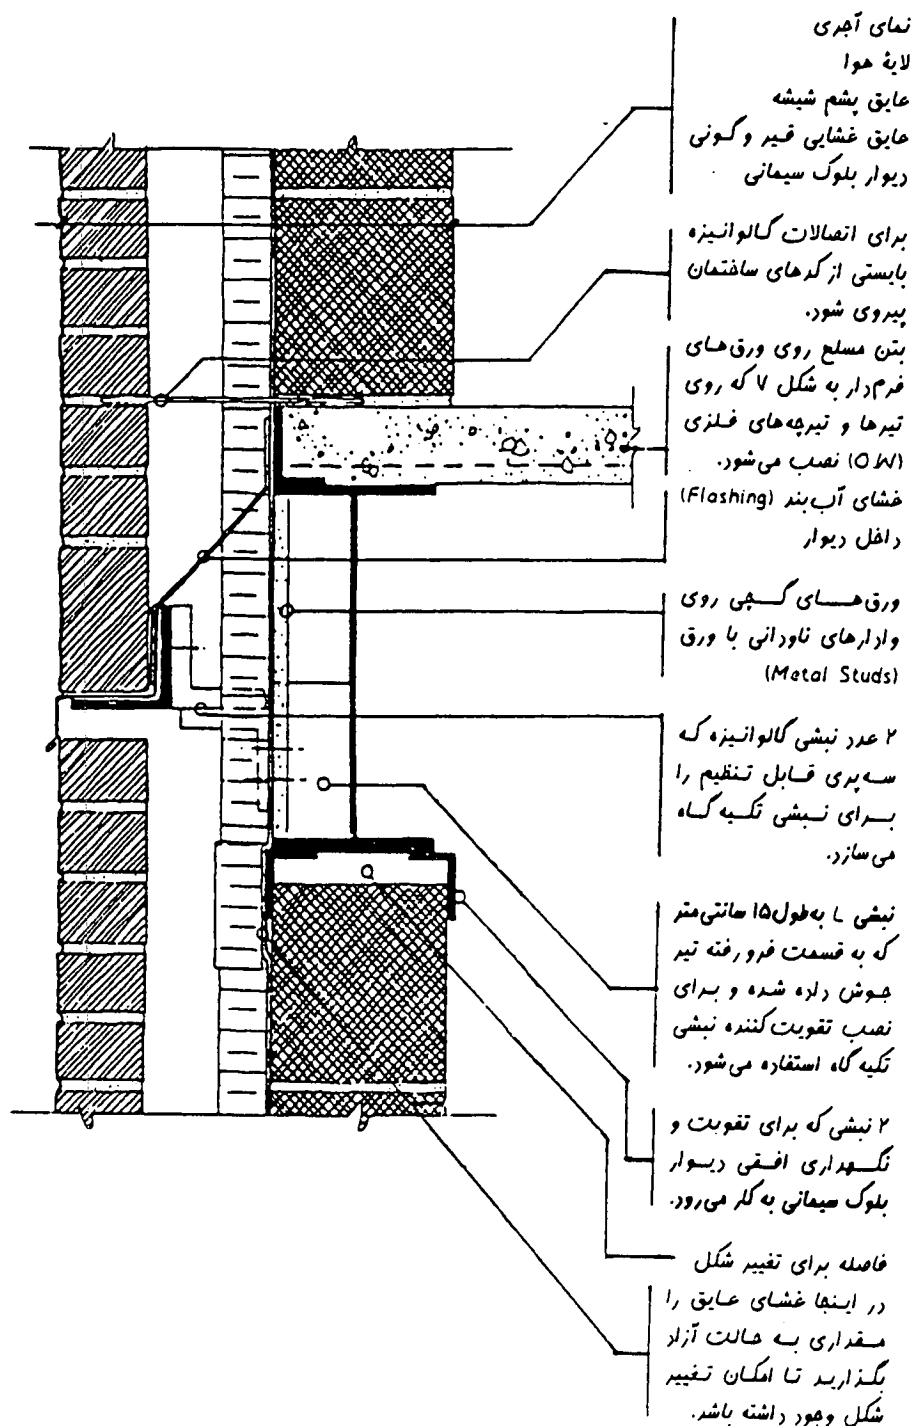 نمای آجری
لایهٔ هوا
عایق پشم شیشه
عایق غشایی قیر و گونی
دیوار بلوک سیمانی
برای اتصالات گالوانیزه
بایستی از کدهای ساختمان
پیروی شود.
بتن مسلح روی ورق‌های
فرم‌دار به شکل ۷ که روی
تیرها و تیرچه‌های فلزی
(OW) نصب می‌شود.
غشای آب‌بند (Flashing)
داخل دیوار
ورق‌های گچی روی
وادارهای ناودانی با ورق
(Metal Studs)
۲ عدد نبشی گالوانیزه که
سه‌پری قابل تنظیم را
برای نبشی تکیه گاه
می‌سازد.
نبشی L به‌طول ۱۵ سانتی‌متر
که به قسمت فرورفته تیر
جوش داده شده و برای
نصب تقویت‌کننده نبشی
تکیه گاه استفاده می‌شود.
۲ نبشی که برای تقویت و
نگهداری افقی دیوار
بلوک سیمانی به کار می‌رود.
فاصله برای تغییر شکل
در اینجا غشای عایق را
مقداری به حالت آزاد
بگذارید تا امکان تغییر
شکل وجود داشته باشد.